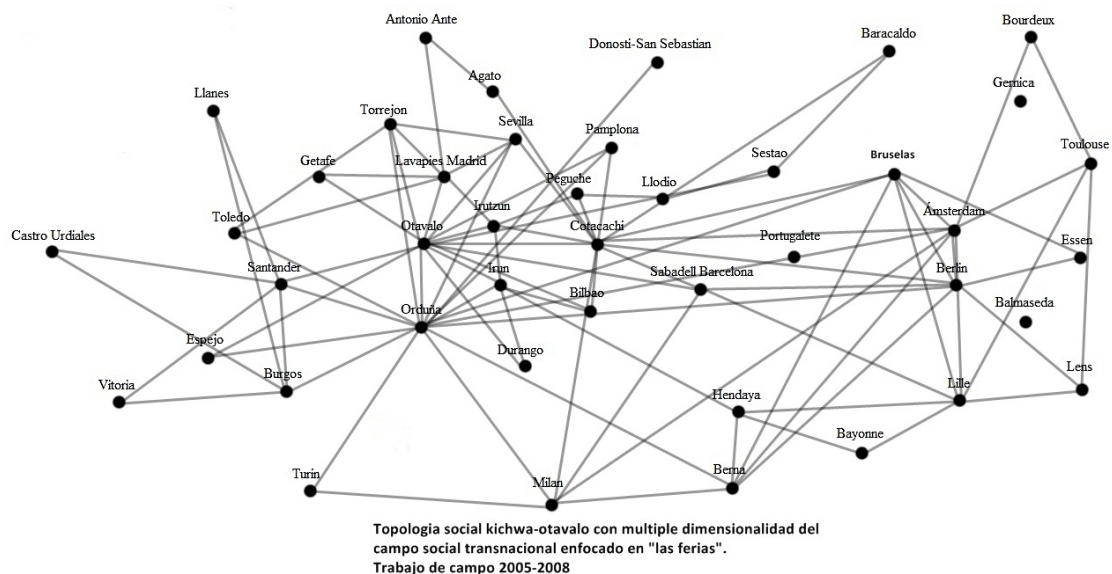 Antonio Ante
Bourdeux
Donosti-San Sebastian
Baracaldo
Agato
Gernica
Llanes
Torrejon
Sevilla
Pamplona
Toulouse
Getafe
Lavapies Madrid
Sestao
Bruselas
Peguche
Llodio
Toledo
Irutzun
Ámsterdam
Otavalo
Cotacachi
Castro Urdiales
Portugalete
Essen
Santander
Irun
Sabadell Barcelona
Berlin
Bilbao
Orduña
Balmaseda
Espejo
Durango
Burgos
Vitoria
Lens
Lille
Hendaya
Bayonne
Turin
Milan
Berna
Topologia social kichwa-otavalo con multiple dimensionalidad del
campo social transnacional enfocado en "las ferias".
Trabajo de campo 2005-2008